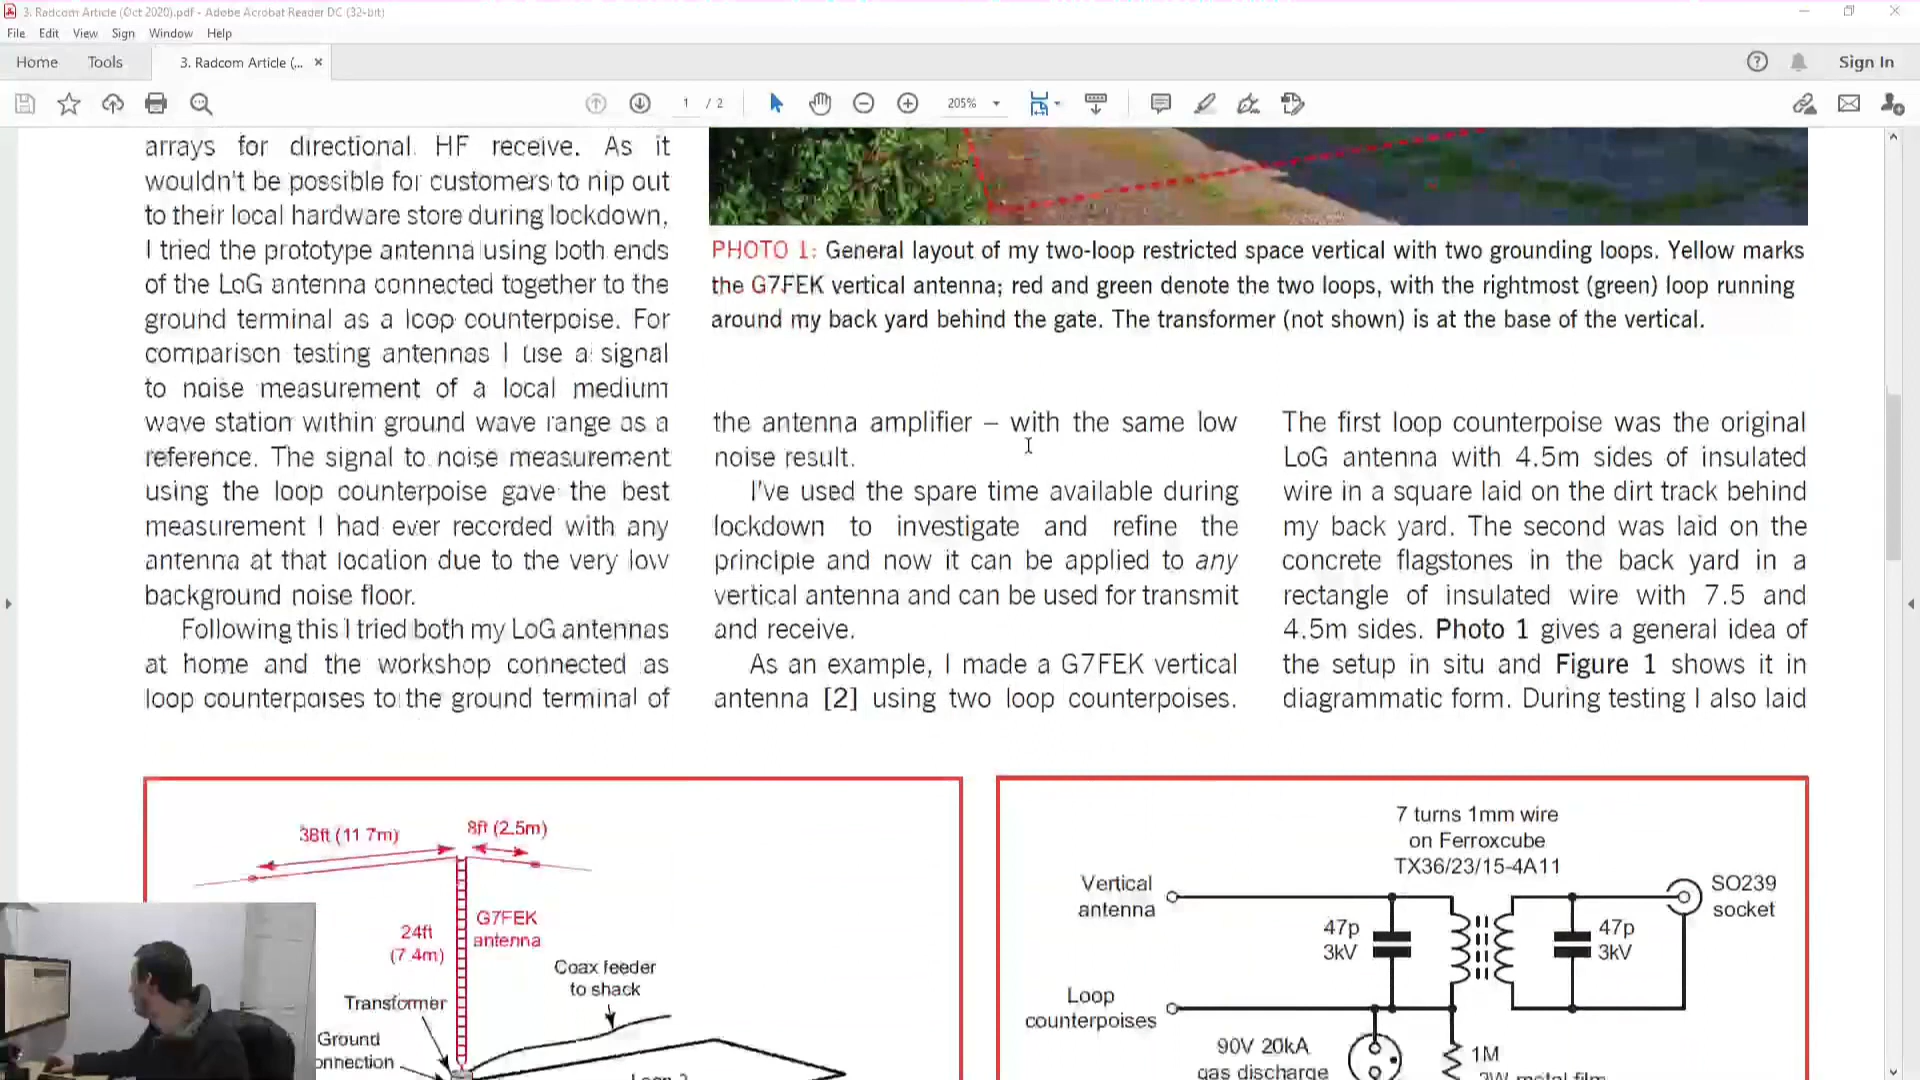 3. Radcom Article (Oct 2020).pdf - Adobe Acrobat Reader DC (32-bit)
File Edit View Sign Window Help
Home Tools 3. Radcom Article (... × Sign In
1 / 2 205%
arrays for directional HF receive. As it
wouldn't be possible for customers to nip out
to their local hardware store during lockdown,
I tried the prototype antenna using both ends
of the LoG antenna connected together to the
ground terminal as a loop counterpoise. For
comparison testing antennas I use a signal
to noise measurement of a local medium
wave station within ground wave range as a
reference. The signal to noise measurement
using the loop counterpoise gave the best
measurement I had ever recorded with any
antenna at that location due to the very low
background noise floor.
Following this I tried both my LoG antennas
at home and the workshop connected as
loop counterpoises to the ground terminal of
PHOTO 1: General layout of my two-loop restricted space vertical with two grounding loops. Yellow marks
the G7FEK vertical antenna; red and green denote the two loops, with the rightmost (green) loop running
around my back yard behind the gate. The transformer (not shown) is at the base of the vertical.
the antenna amplifier – with the same low
noise result.
I've used the spare time available during
lockdown to investigate and refine the
principle and now it can be applied to any
vertical antenna and can be used for transmit
and receive.
As an example, I made a G7FEK vertical
antenna [2] using two loop counterpoises.
The first loop counterpoise was the original
LoG antenna with 4.5m sides of insulated
wire in a square laid on the dirt track behind
my back yard. The second was laid on the
concrete flagstones in the back yard in a
rectangle of insulated wire with 7.5 and
4.5m sides. Photo 1 gives a general idea of
the setup in situ and Figure 1 shows it in
diagrammatic form. During testing I also laid
38ft (11 7m)
8ft (2.5m)
24ft
(7 4m)
G7FEK
antenna
Coax feeder
to shack
Transformer
Ground
onnection
7 turns 1mm wire
on Ferroxcube
TX36/23/15-4A11
Vertical
antenna
47p
3kV
47p
3kV
SO239
socket
Loop
counterpoises
90V 20kA
gas discharge
1M